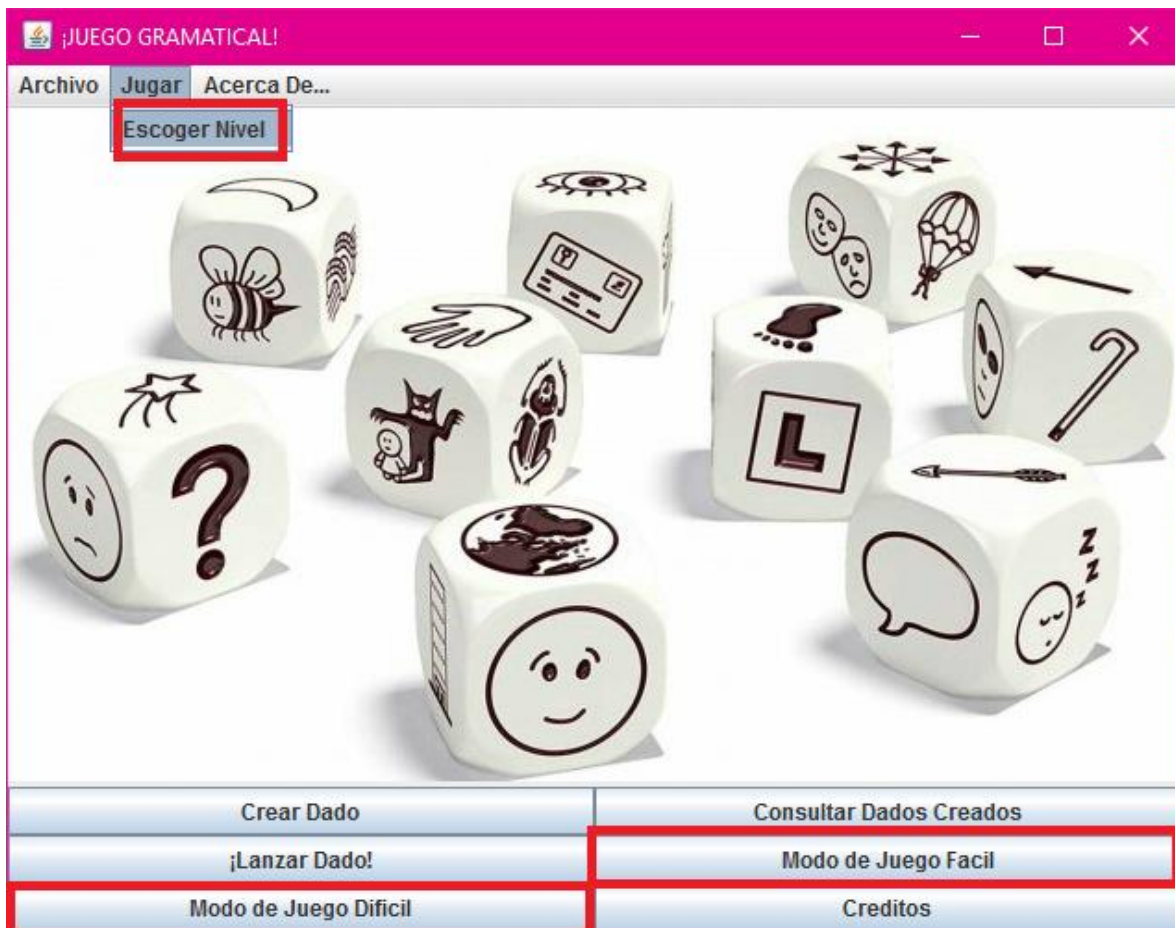 ¡JUEGO GRAMATICAL!
Archivo Jugar Acerca De...
Escoger Nivel
?
L
z
z
z
Crear Dado Consultar Dados Creados
¡Lanzar Dado! Modo de Juego Facil
Modo de Juego Dificil Creditos